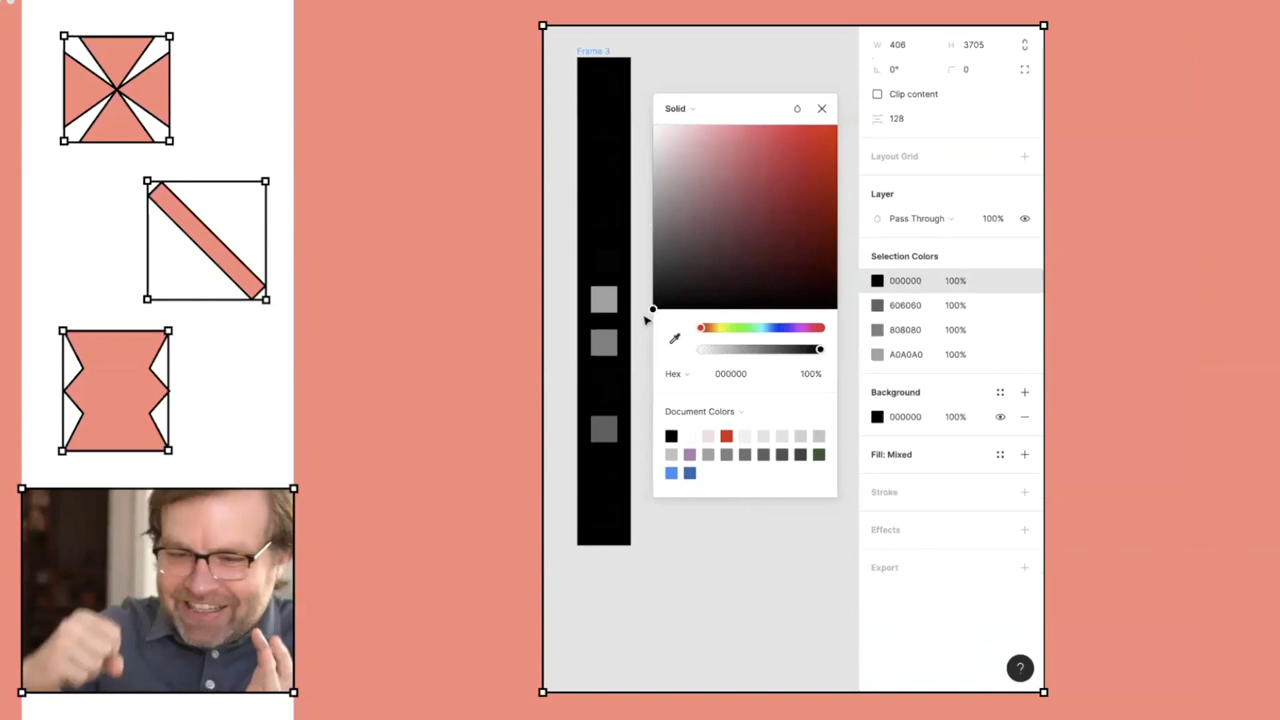 Frame 3
W 406 H 3705
0° 0
Clip content
128
Layout Grid
Layer
Pass Through 100%
Selection Colors
000000 100%
606060 100%
808080 100%
A0A0A0 100%
Background
000000 100%
Fill: Mixed
Stroke
Effects
Export
?
Solid
Hex 000000 100%
Document Colors